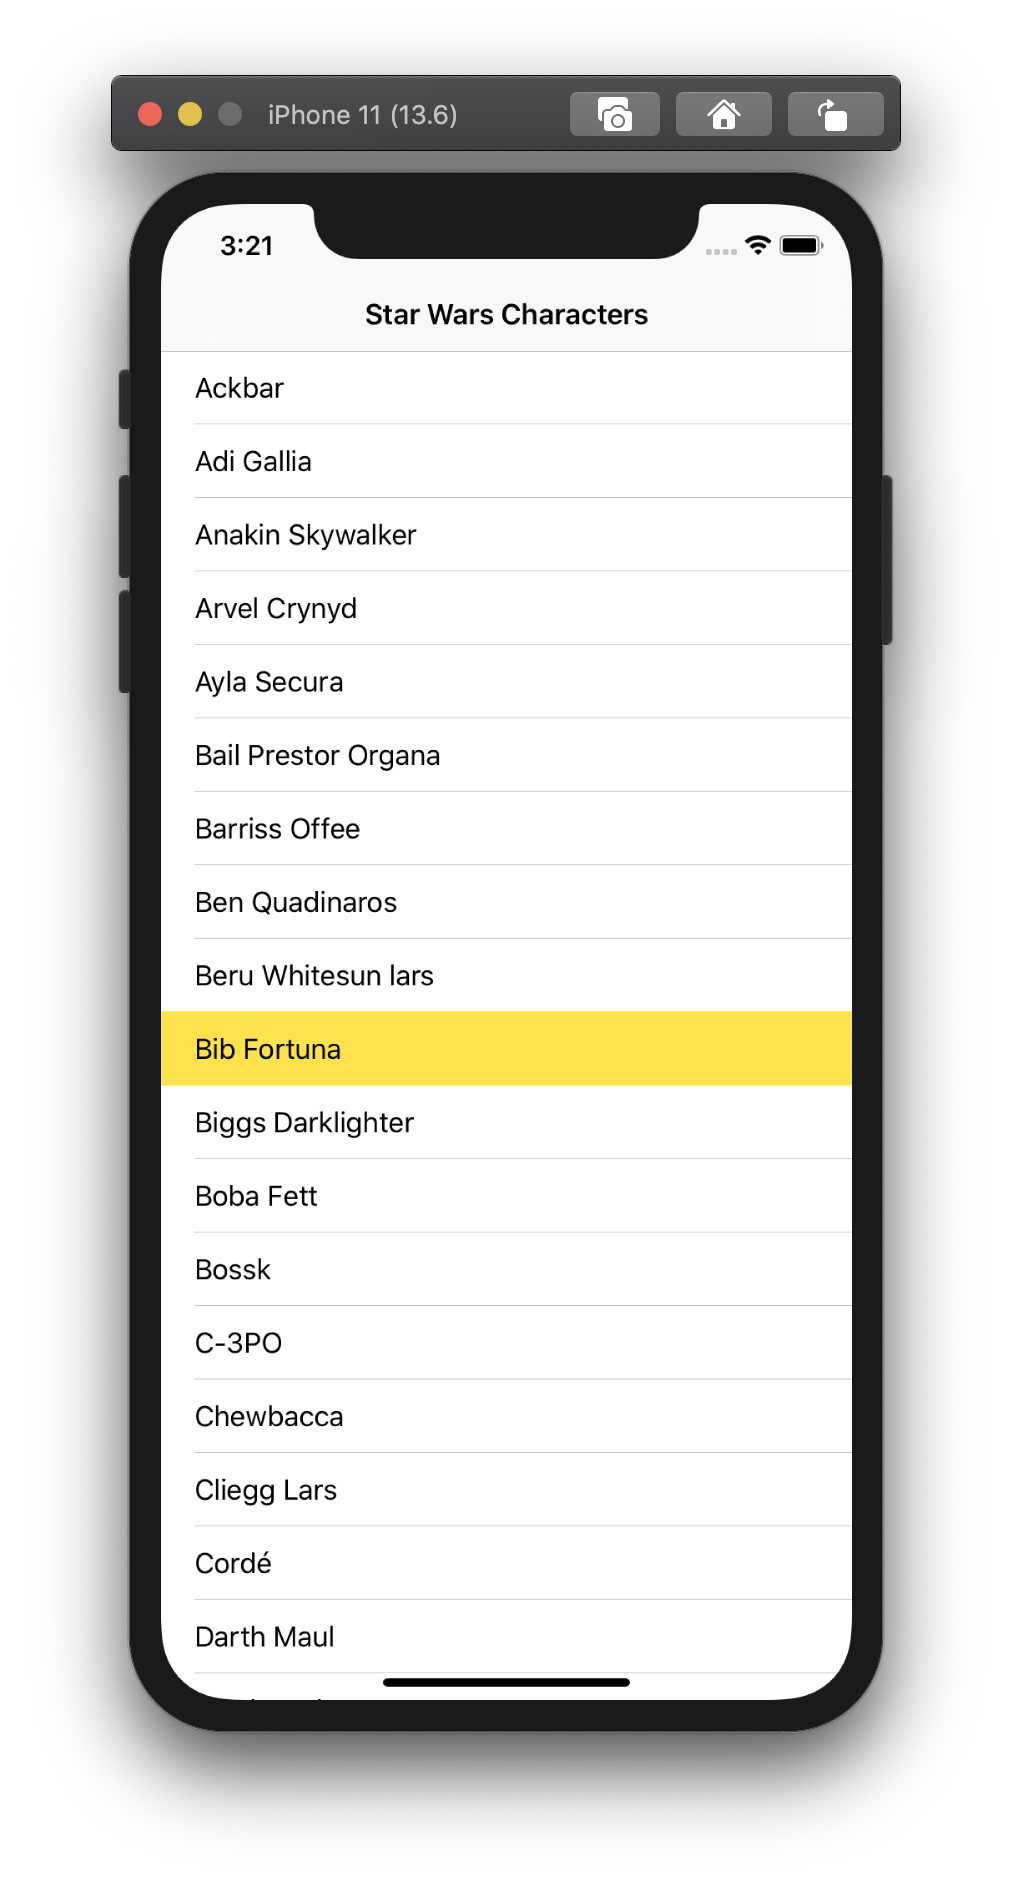 iPhone 11 (13.6)
3:21
Star Wars Characters
Ackbar
Adi Gallia
Anakin Skywalker
Arvel Crynyd
Ayla Secura
Bail Prestor Organa
Barriss Offee
Ben Quadinaros
Beru Whitesun lars
Bib Fortuna
Biggs Darklighter
Boba Fett
Bossk
C-3PO
Chewbacca
Cliegg Lars
Cordé
Darth Maul